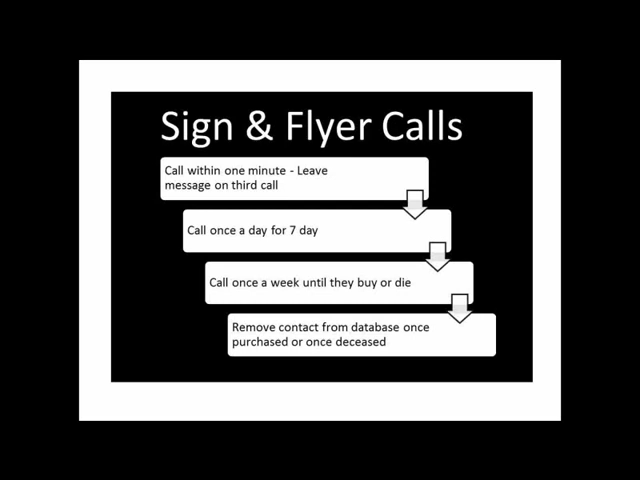 Sign & Flyer Calls
Call within one minute - Leave
message on third call
Call once a day for 7 day
Call once a week until they buy or die
Remove contact from database once
purchased or once deceased